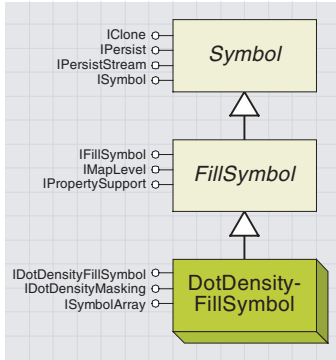 IClone
IPersist
IPersistStream
ISymbol
Symbol
IFillSymbol
IMapLevel
IPropertySupport
FillSymbol
IDotDensityFillSymbol
IDotDensityMasking
ISymbolArray
DotDensity-
FillSymbol